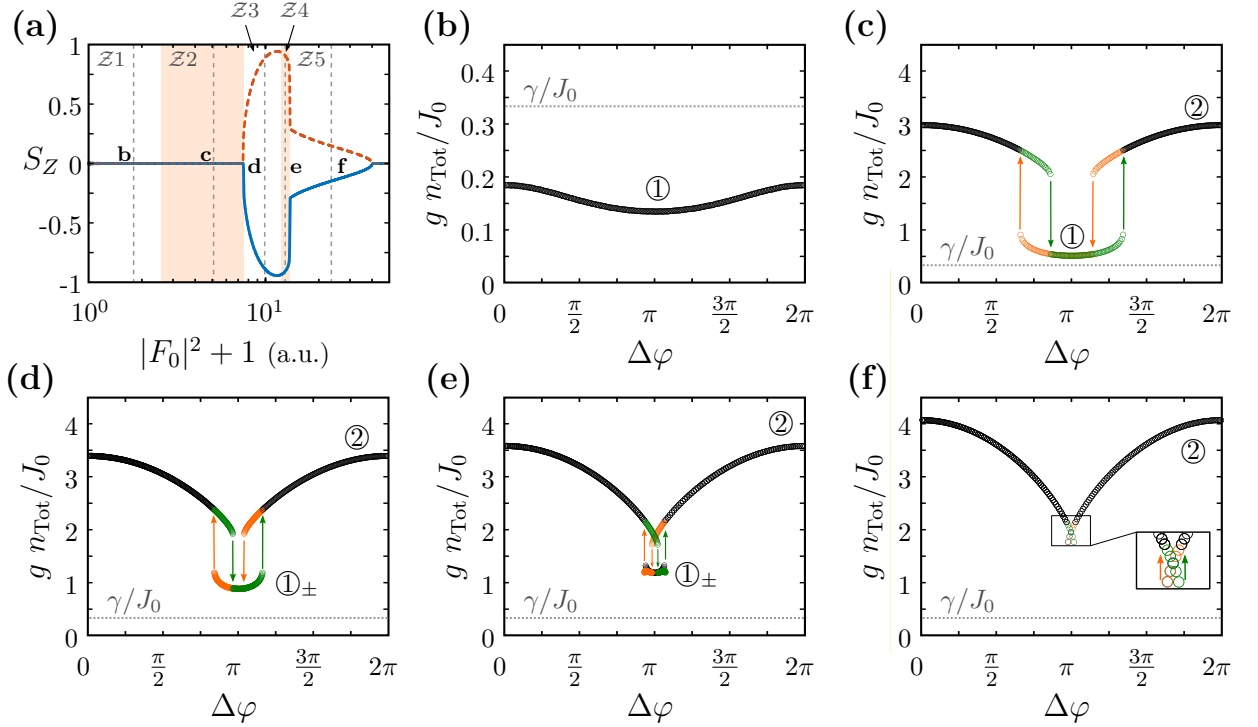 (a)
𝒵3 𝒵4
1
𝒵1 𝒵2 𝒵5
0.5
S_Z 0
b c d e f
-0.5
-1
10^0 10^1
|F_0|^2 + 1 (a.u.)
(b)
g n_Tot/J_0
0.4
γ/J_0
0.3
0.2
①
0.1
0
0 π/2 π 3π/2 2π
Δφ
(c)
g n_Tot/J_0
4
②
3
2
1
①
γ/J_0
0
0 π/2 π 3π/2 2π
Δφ
(d)
g n_Tot/J_0
4
②
3
2
1
①±
γ/J_0
0
0 π/2 π 3π/2 2π
Δφ
(e)
g n_Tot/J_0
4
②
3
2
1
①±
γ/J_0
0
0 π/2 π 3π/2 2π
Δφ
(f)
g n_Tot/J_0
4
②
3
2
1
γ/J_0
0
0 π/2 π 3π/2 2π
Δφ